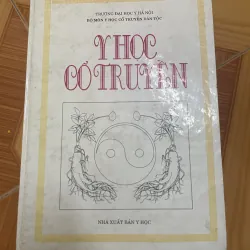 TRƯỜNG ĐẠI HỌC Y HÀ NỘI
BỘ MÔN Y HỌC CỔ TRUYỀN DÂN TỘC
Y HỌC
CỔ TRUYỀN
NHÀ XUẤT BẢN Y HỌC